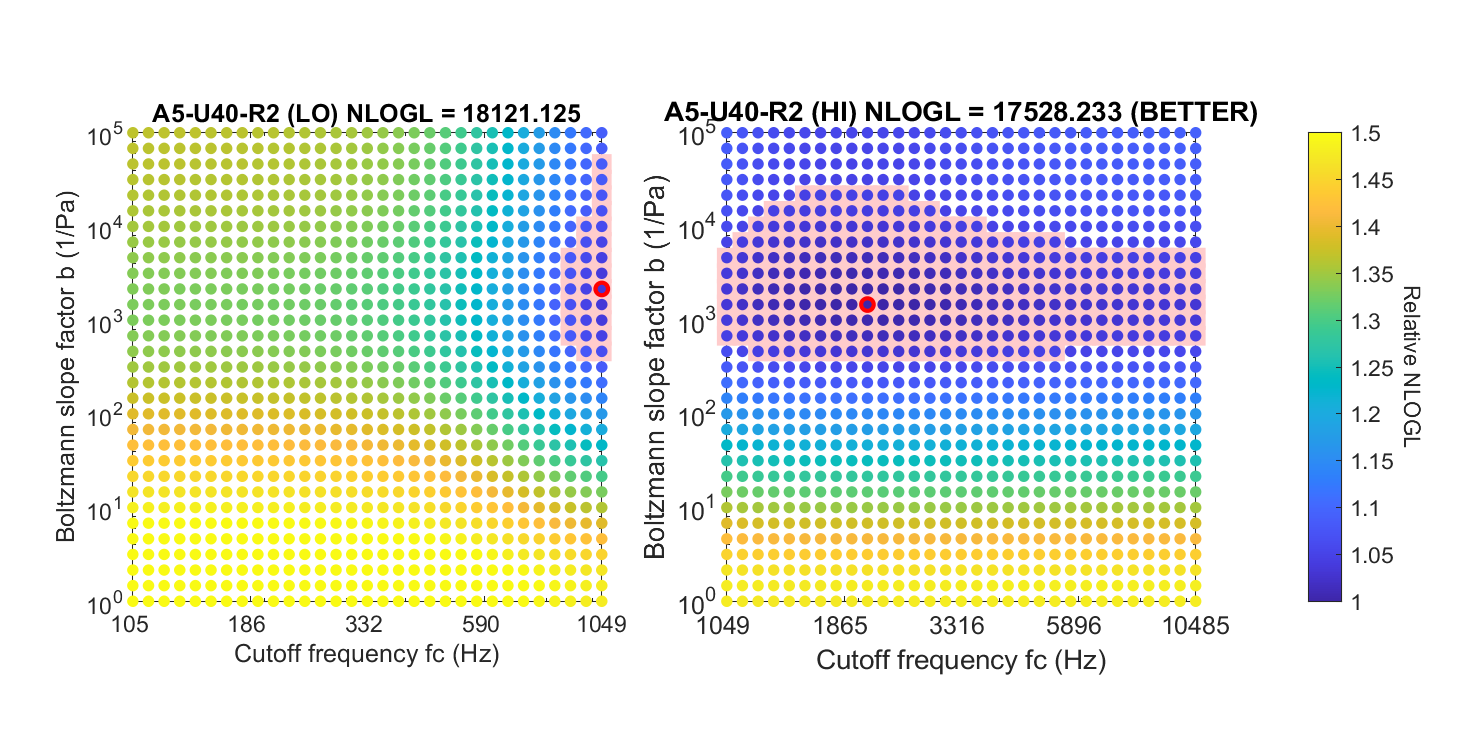 A5-U40-R2 (LO) NLOGL = 18121.125
A5-U40-R2 (HI) NLOGL = 17528.233 (BETTER)
Boltzmann slope factor b (1/Pa)
10^5
10^4
10^3
10^2
10^1
10^0
105 186 332 590 1049
Cutoff frequency fc (Hz)
Boltzmann slope factor b (1/Pa)
10^5
10^4
10^3
10^2
10^1
10^0
1049 1865 3316 5896 10485
Cutoff frequency fc (Hz)
1.5
1.45
1.4
1.35
1.3
1.25
1.2
1.15
1.1
1.05
1
Relative NLOGL